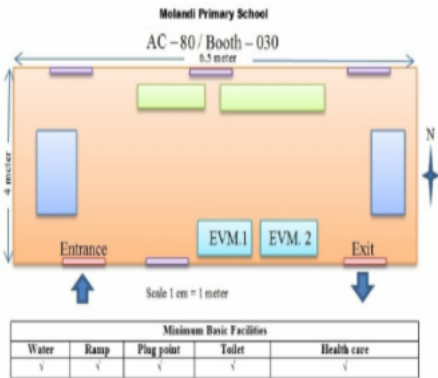 Molandi Primary School
AC – 80 / Booth – 030
6.5 meter
4 meter
N
EVM.1
EVM. 2
Entrance
Exit
Scale 1 cm = 1 meter
Minimum Basic Facilities
Water Ramp Plug point Toilet Health care
√ √ √ √ √